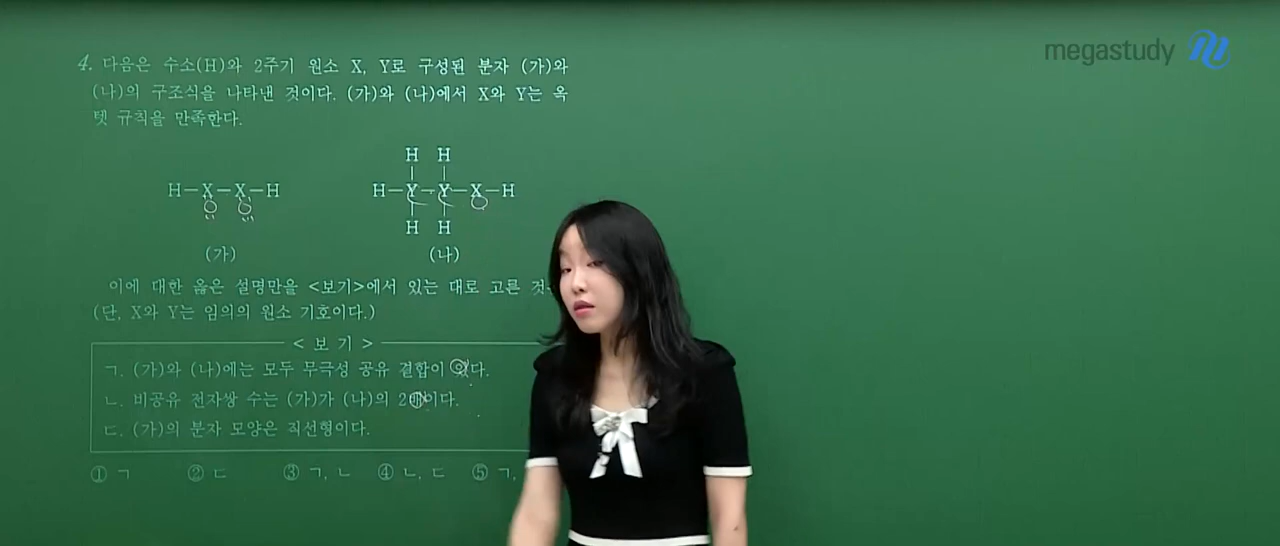 megastudy
4. 다음은 수소(H)와 2주기 원소 X, Y로 구성된 분자 (가)와
(나)의 구조식을 나타낸 것이다. (가)와 (나)에서 X와 Y는 옥
텟 규칙을 만족한다.
H H
H-X-X-H H-Y-Y-X-H
H H
(가) (나)
이에 대한 옳은 설명만을 <보기>에서 있는 대로 고른 것
(단, X와 Y는 임의의 원소 기호이다.)
<보기>
ㄱ. (가)와 (나)에는 모두 무극성 공유 결합이 있다.
ㄴ. 비공유 전자쌍 수는 (가)가 (나)의 2배이다.
ㄷ. (가)의 분자 모양은 직선형이다.
① ㄱ ② ㄷ ③ ㄱ, ㄴ ④ ㄴ, ㄷ ⑤ ㄱ,